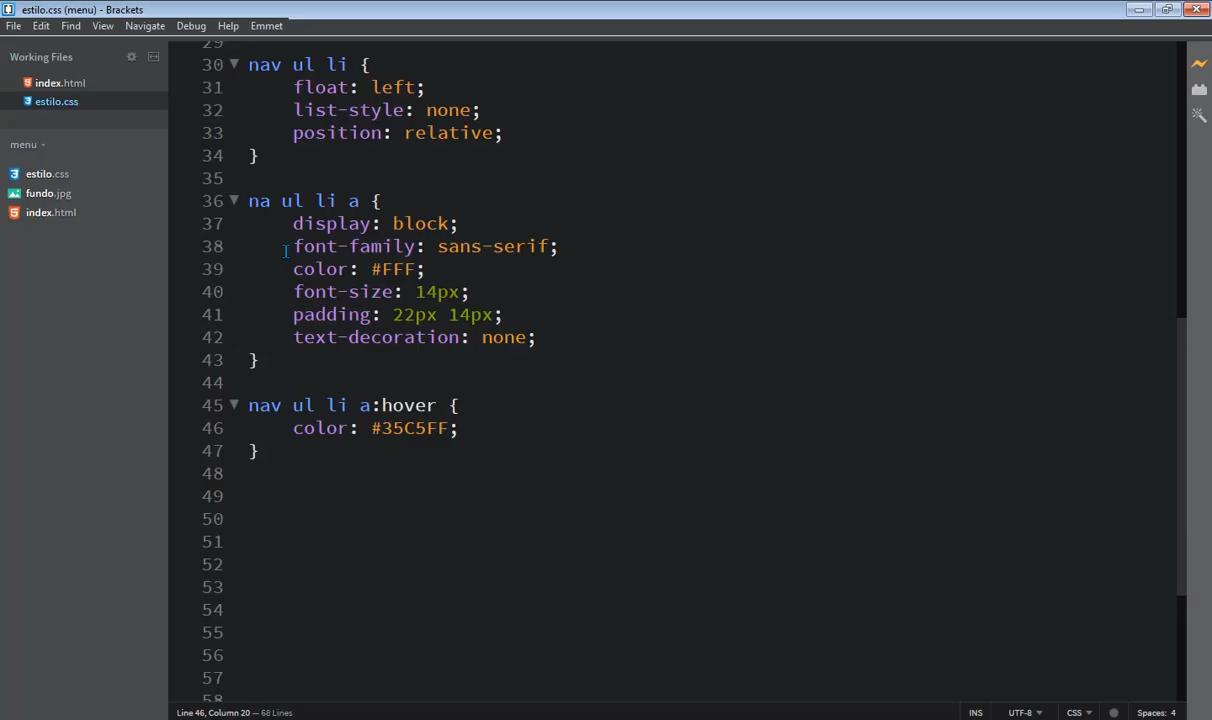 estilo.css (menu) - Brackets
File Edit Find View Navigate Debug Help Emmet
Working Files
index.html
estilo.css
menu
estilo.css
fundo.jpg
index.html
29
30 nav ul li {
31 float: left;
32 list-style: none;
33 position: relative;
34 }
35
36 na ul li a {
37 display: block;
38 font-family: sans-serif;
39 color: #FFF;
40 font-size: 14px;
41 padding: 22px 14px;
42 text-decoration: none;
43 }
44
45 nav ul li a:hover {
46 color: #35C5FF;
47 }
48
49
50
51
52
53
54
55
56
57
58
Line 46, Column 20 — 68 Lines
INS UTF-8 CSS Spaces: 4